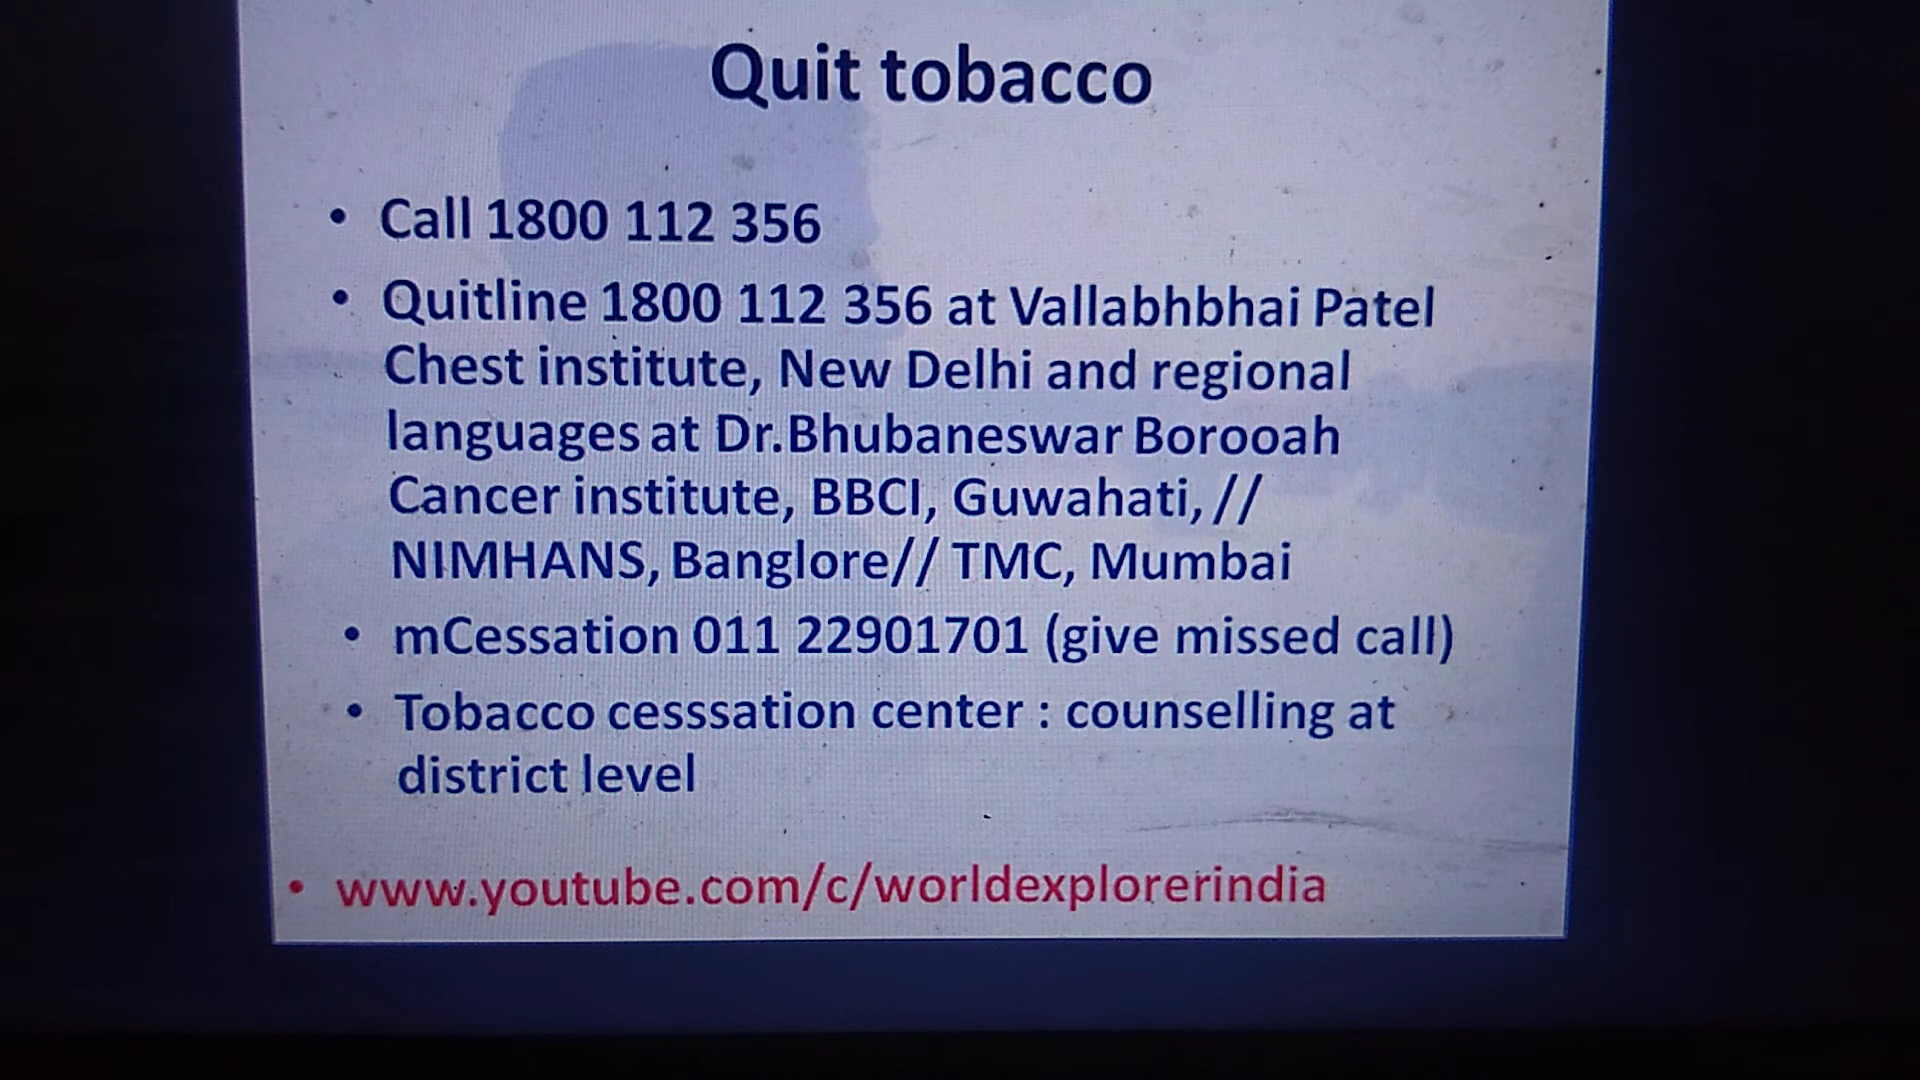 Quit tobacco
• Call 1800 112 356
• Quitline 1800 112 356 at Vallabhbhai Patel
Chest institute, New Delhi and regional
languages at Dr.Bhubaneswar Borooah
Cancer institute, BBCI, Guwahati, //
NIMHANS, Banglore// TMC, Mumbai
• mCessation 011 22901701 (give missed call)
• Tobacco cesssation center : counselling at
district level
• www.youtube.com/c/worldexplorerindia